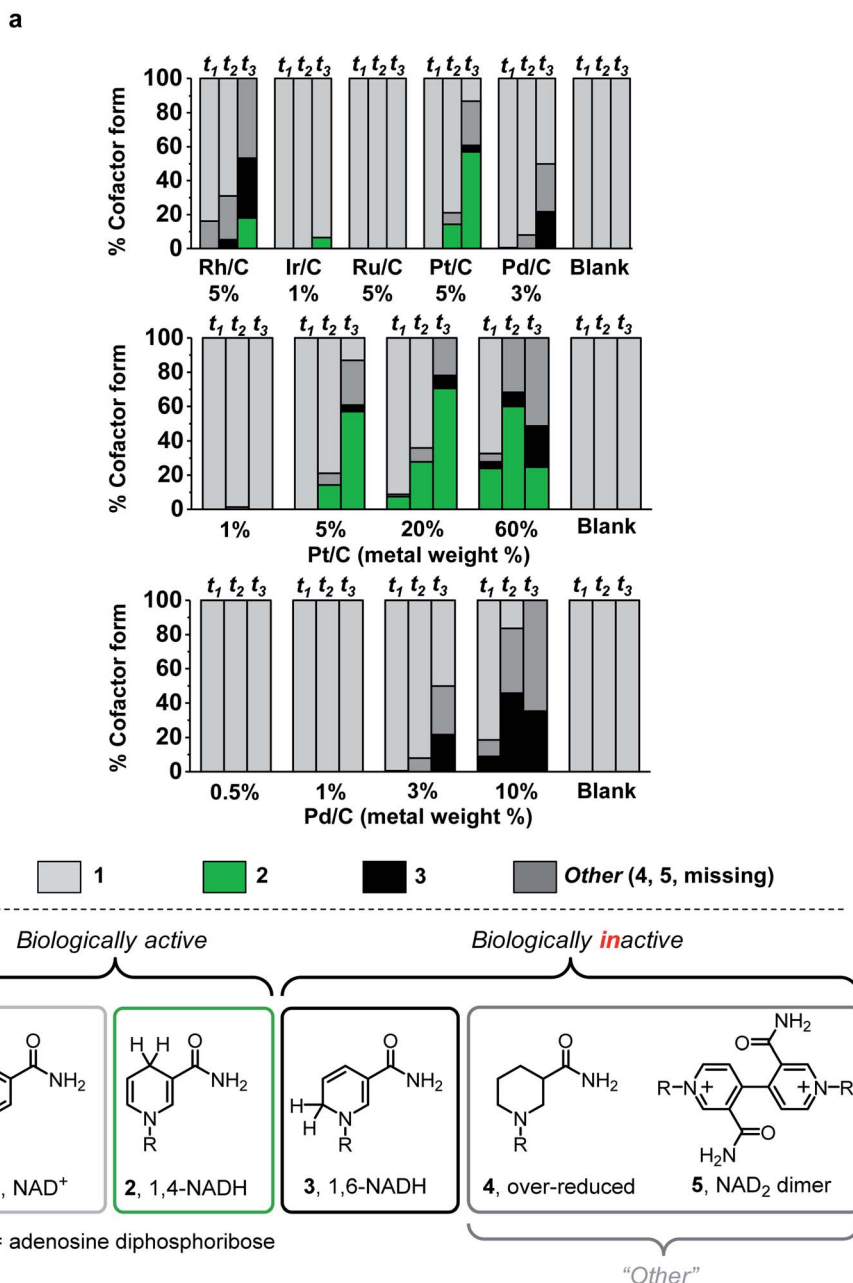 a
t1 t2 t3 t1 t2 t3 t1 t2 t3 t1 t2 t3 t1 t2 t3 t1 t2 t3
% Cofactor form
100
80
60
40
20
0
Rh/C Ir/C Ru/C Pt/C Pd/C Blank
5% 1% 5% 5% 3%
t1 t2 t3 t1 t2 t3 t1 t2 t3 t1 t2 t3 t1 t2 t3
% Cofactor form
100
80
60
40
20
0
1% 5% 20% 60% Blank
Pt/C (metal weight %)
t1 t2 t3 t1 t2 t3 t1 t2 t3 t1 t2 t3 t1 t2 t3
% Cofactor form
100
80
60
40
20
0
0.5% 1% 3% 10% Blank
Pd/C (metal weight %)
1 2 3 Other (4, 5, missing)
Biologically active Biologically inactive
O
NH2
H H O
NH2
N
R
O
NH2
H
H
N
R
O
NH2
N
R
NH2
O
R-N+
+N-R
O
H2N
, NAD+ 2, 1,4-NADH 3, 1,6-NADH 4, over-reduced 5, NAD2 dimer
= adenosine diphosphoribose
"Other"